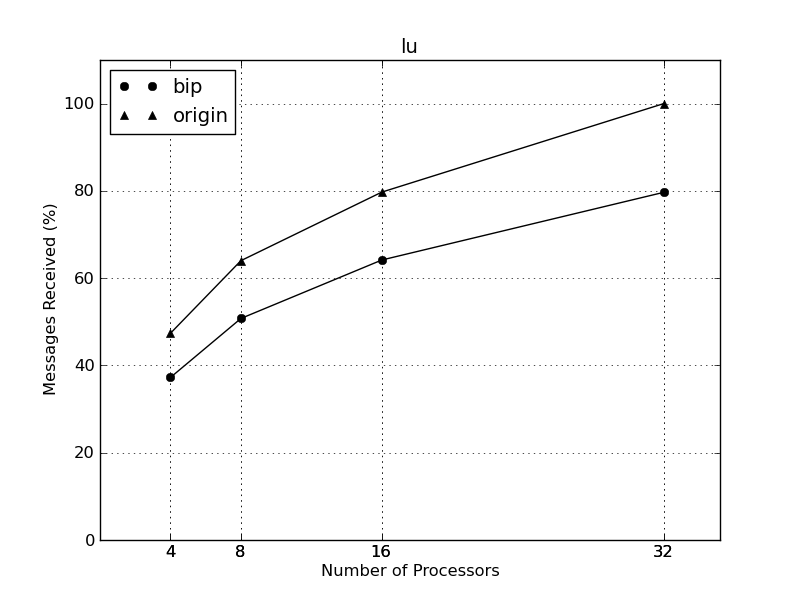 lu
bip
origin
100
80
60
40
20
0
Messages Received (%)
4 8 16 32
Number of Processors